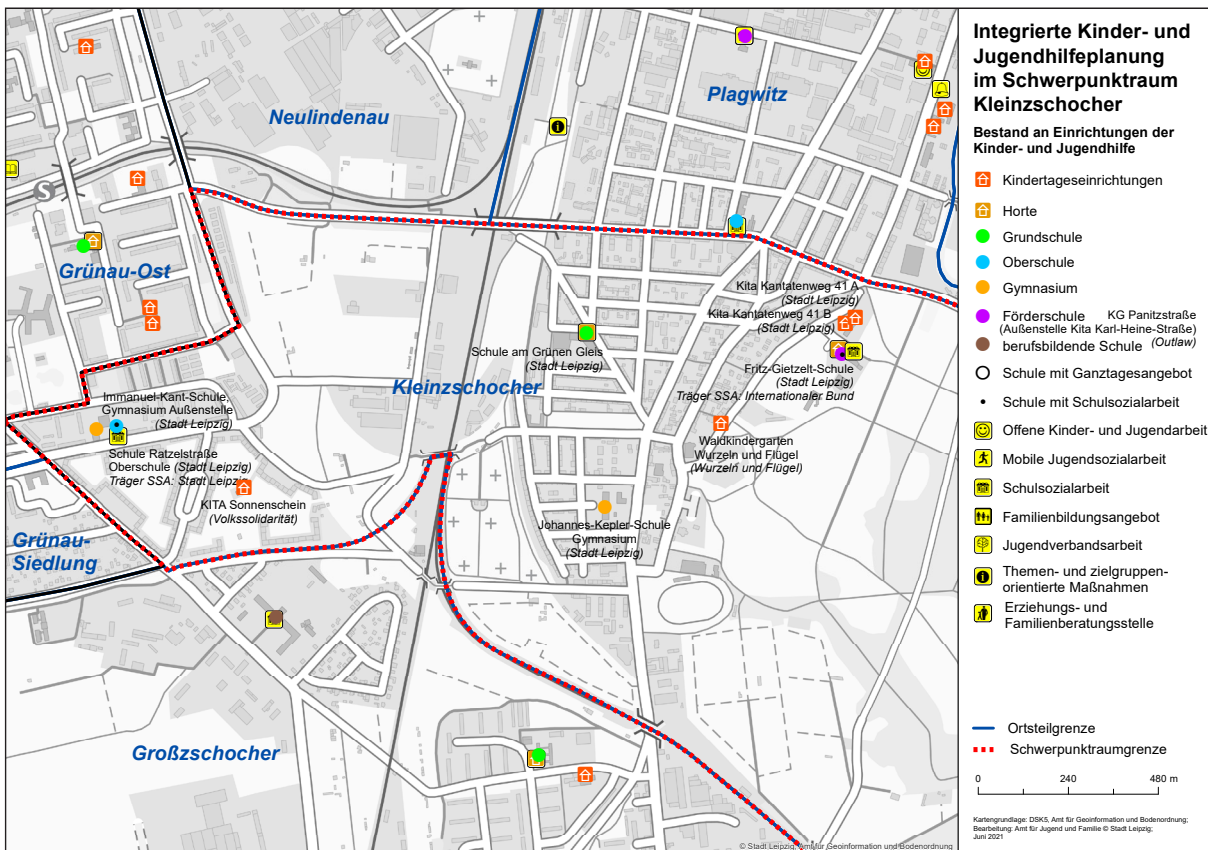 Neulindenau
Plagwitz
Grünau-Ost
S
Kita Kantatenweg 41 A
(Stadt Leipzig)
Kita Kantatenweg 41 B
(Stadt Leipzig)
Schule am Grünen Gleis
(Stadt Leipzig)
Fritz-Gietzelt-Schule
(Stadt Leipzig)
Träger SSA: Internationaler Bund
Kleinzschocher
Immanuel-Kant-Schule,
Gymnasium Außenstelle
(Stadt Leipzig)
Schule Ratzelstraße
Oberschule (Stadt Leipzig)
Träger SSA: Stadt Leipzig
Waldkindergarten
Wurzeln und Flügel
(Wurzeln und Flügel)
KITA Sonnenschein
(Volkssolidarität)
Johannes-Kepler-Schule
Gymnasium
(Stadt Leipzig)
Grünau-
Siedlung
Großzschocher
© Stadt Leipzig, Amt für Geoinformation und Bodenordnung
Integrierte Kinder- und
Jugendhilfeplanung
im Schwerpunktraum
Kleinzschocher
Bestand an Einrichtungen der
Kinder- und Jugendhilfe
Kindertageseinrichtungen
Horte
Grundschule
Oberschule
Gymnasium
Förderschule KG Panitzstraße
(Außenstelle Kita Karl-Heine-Straße)
berufsbildende Schule (Outlaw)
Schule mit Ganztagesangebot
Schule mit Schulsozialarbeit
Offene Kinder- und Jugendarbeit
Mobile Jugendsozialarbeit
Schulsozialarbeit
Familienbildungsangebot
Jugendverbandsarbeit
Themen- und zielgruppen-
orientierte Maßnahmen
Erziehungs- und
Familienberatungsstelle
Ortsteilgrenze
Schwerpunktraumgrenze
0 240 480 m
Kartengrundlage: DSK5, Amt für Geoinformation und Bodenordnung;
Bearbeitung: Amt für Jugend und Familie © Stadt Leipzig;
Juni 2021